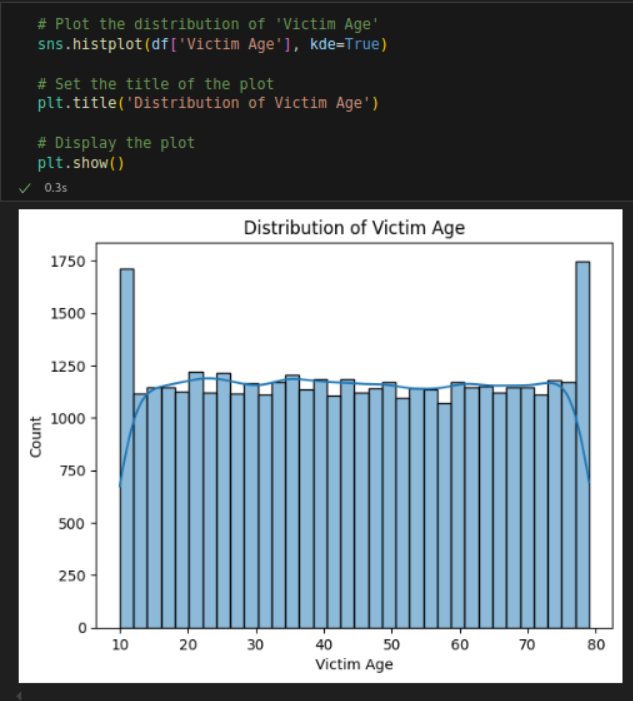 # Plot the distribution of 'Victim Age'
sns.histplot(df['Victim Age'], kde=True)
# Set the title of the plot
plt.title('Distribution of Victim Age')
# Display the plot
plt.show()
✓ 0.3s
Distribution of Victim Age
1750
1500
1250
1000
750
500
250
0
Count
10 20 30 40 50 60 70 80
Victim Age